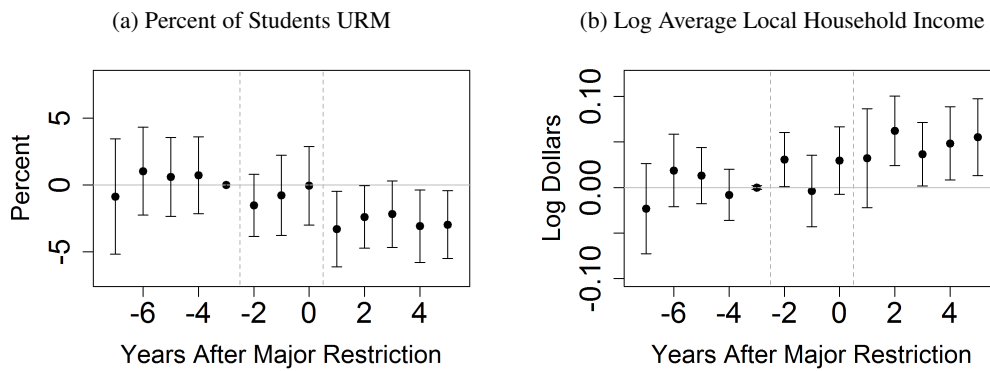 (a) Percent of Students URM
Percent
5
0
-5
-6 -4 -2 0 2 4
Years After Major Restriction
(b) Log Average Local Household Income
Log Dollars
0.10
0.00
-0.10
-6 -4 -2 0 2 4
Years After Major Restriction